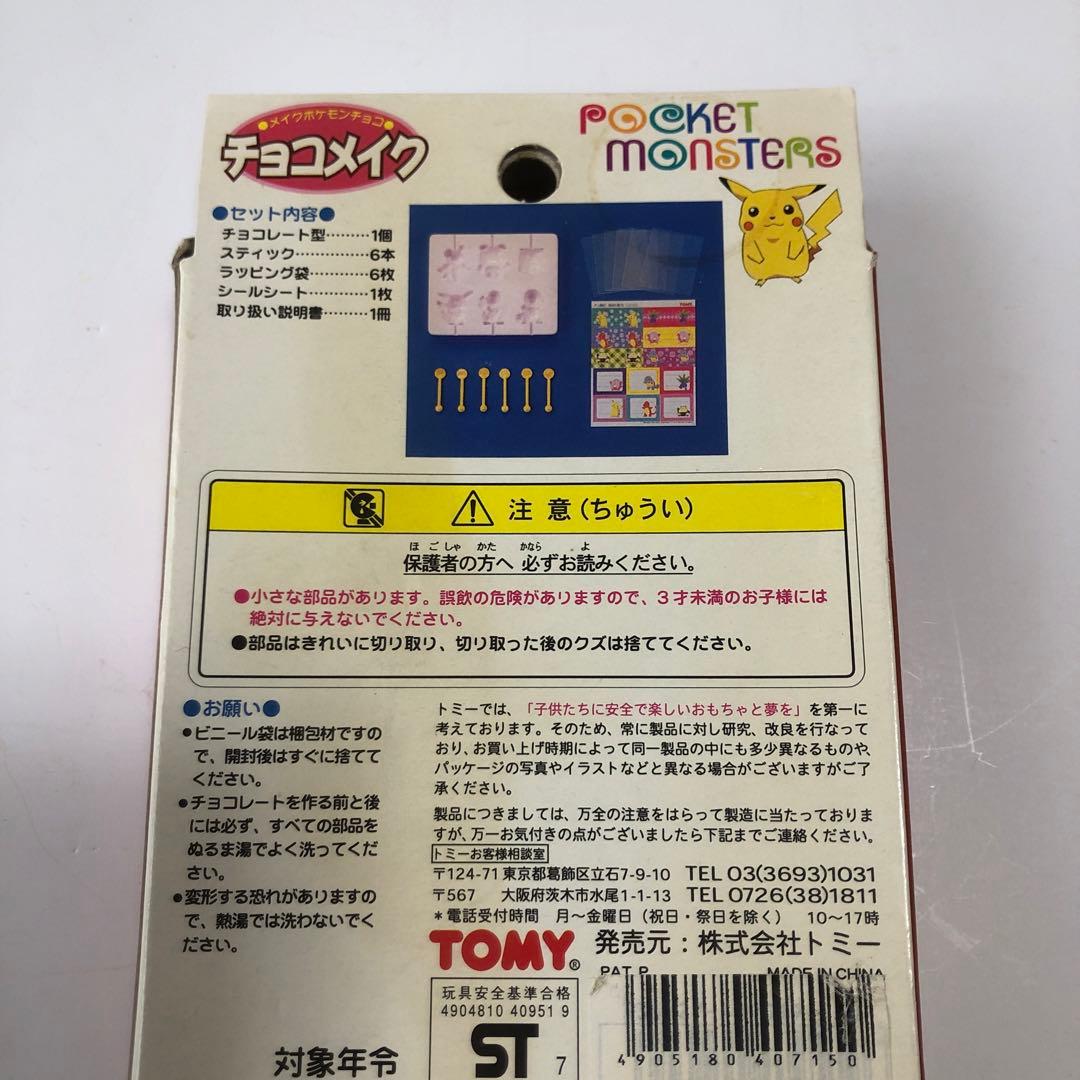 メイクポケモンチョコ
チョコメイク
POCKET
MONSTERS
●セット内容●
チョコレート型………1個
スティック……………6本
ラッピング袋…………6枚
シールシート…………1枚
取り扱い説明書………1冊
TOMY
注 意(ちゅうい)
ほごしゃ かた かなら よ
保護者の方へ 必ずお読みください。
●小さな部品があります。誤飲の危険がありますので、3才未満のお子様には
絶対に与えないでください。
●部品はきれいに切り取り、切り取った後のクズは捨ててください。
●お願い●
●ビニール袋は梱包材ですの
で、開封後はすぐに捨てて
ください。
●チョコレートを作る前と後
には必ず、すべての部品を
ぬるま湯でよく洗ってくだ
さい。
●変形する恐れがありますの
で、熱湯では洗わないでく
ださい。
トミーでは、「子供たちに安全で楽しいおもちゃと夢を」を第一に
考えております。そのため、常に製品に対し研究、改良を行なって
おり、お買い上げ時期によって同一製品の中にも多少異なるものや、
パッケージの写真やイラストなどと異なる場合がございますがご了
承ください。
製品につきましては、万全の注意をはらって製造に当たっておりま
すが、万一お気付きの点がございましたら下記までご連絡ください。
トミーお客様相談室
〒124-71 東京都葛飾区立石7-9-10 TEL 03(3693)1031
〒567 大阪府茨木市水尾1-1-13 TEL 0726(38)1811
*電話受付時間 月〜金曜日(祝日・祭日を除く) 10〜17時
TOMY® 発売元:株式会社トミー
PAT.P. MADE IN CHINA
玩具安全基準合格
4904810 40951 9
ST 7
4905180 407150
対象年令